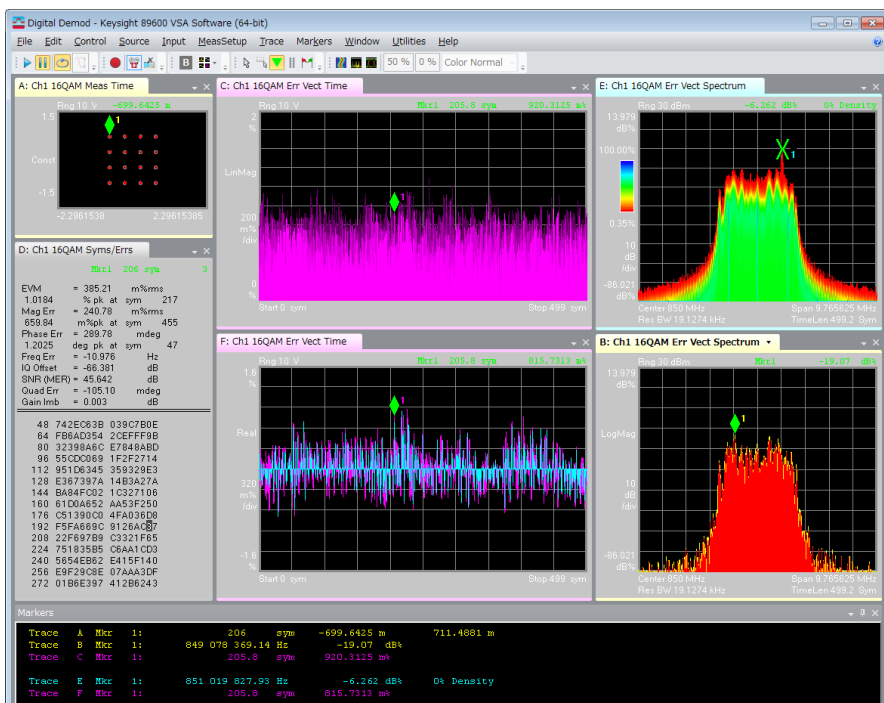 Digital Demod - Keysight 89600 VSA Software (64-bit)
File Edit Control Source Input MeasSetup Trace Markers Window Utilities Help
B 50 % 0 % Color Normal
A: Ch1 16QAM Meas Time
Rng 10 V -699.6425 m
1.5
1
Const
-1.5
-2.2961538 2.29615385
D: Ch1 16QAM Syms/Errs
Mkr1 206 sym 3
EVM = 385.21 m%rms
1.0184 % pk at sym 217
Mag Err = 240.78 m%rms
659.84 m%pk at sym 455
Phase Err = 289.78 mdeg
1.2025 deg pk at sym 47
Freq Err = -10.976 Hz
IQ Offset = -66.381 dB
SNR (MER) = 45.642 dB
Quad Err = -105.10 mdeg
Gain Imb = 0.003 dB
48 742EC63B 039C7B0E
64 FB6AD354 2CEFFF9B
80 32398A6C E7848ABD
96 55CDC069 1F2F2714
112 951D6345 359329E3
128 E367397A 14B3A27A
144 BA84FC02 1C327106
160 61D0A652 AA53F250
176 C51390C0 4FA036D8
192 F5FA669C 9126AC37
208 22F697B9 C3321F65
224 751835B5 C6AA1CD3
240 5654EB62 E415F140
256 E9F29C8E 07AAA3DF
272 01B6E397 412B6243
C: Ch1 16QAM Err Vect Time
Rng 10 V Mkr1 205.8 sym 920.3125 m%
2
%
LinMag
1
200
m%
/div
0
%
Start 0 sym Stop 499 sym
F: Ch1 16QAM Err Vect Time
Rng 10 V Mkr1 205.8 sym 815.7313 m%
1.6
%
1
Real
320
m%
/div
-1.6
%
Start 0 sym Stop 499 sym
E: Ch1 16QAM Err Vect Spectrum
Rng 30 dBm -6.262 dB% 0% Density
13.979
dB%
100.00%
1
0.35%
10
dB
/div
-86.021
dB%
Center 850 MHz Span 9.765625 MHz
Res BW 19.1274 kHz TimeLen 499.2 Sym
B: Ch1 16QAM Err Vect Spectrum
Rng 30 dBm Mkr1 -19.07 dB%
13.979
dB%
1
LogMag
10
dB
/div
-86.021
dB%
Center 850 MHz Span 9.765625 MHz
Res BW 19.1274 kHz TimeLen 499.2 Sym
Markers
Trace A Mkr 1: 206 sym -699.6425 m 711.4881 m
Trace B Mkr 1: 849 078 369.14 Hz -19.07 dB%
Trace C Mkr 1: 205.8 sym 920.3125 m%
Trace E Mkr 1: 851 019 827.93 Hz -6.262 dB% 0% Density
Trace F Mkr 1: 205.8 sym 815.7313 m%